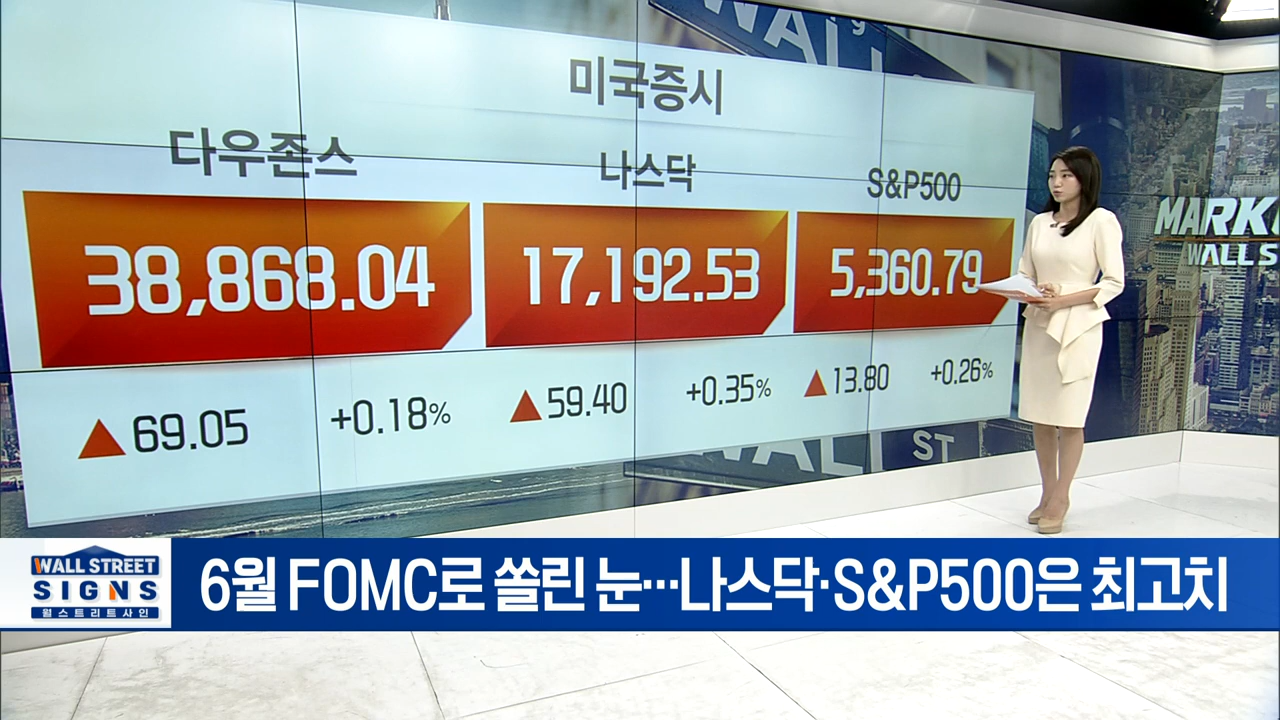 미국증시
다우존스
나스닥
S&P500
38,868.04
17,192.53
5,360.79
▲69.05 +0.18%
▲59.40 +0.35%
▲13.80 +0.26%
WALL
ST
WALL STREET
SIGNS
월스트리트사인
6월 FOMC로 쏠린 눈…나스닥·S&P500은 최고치